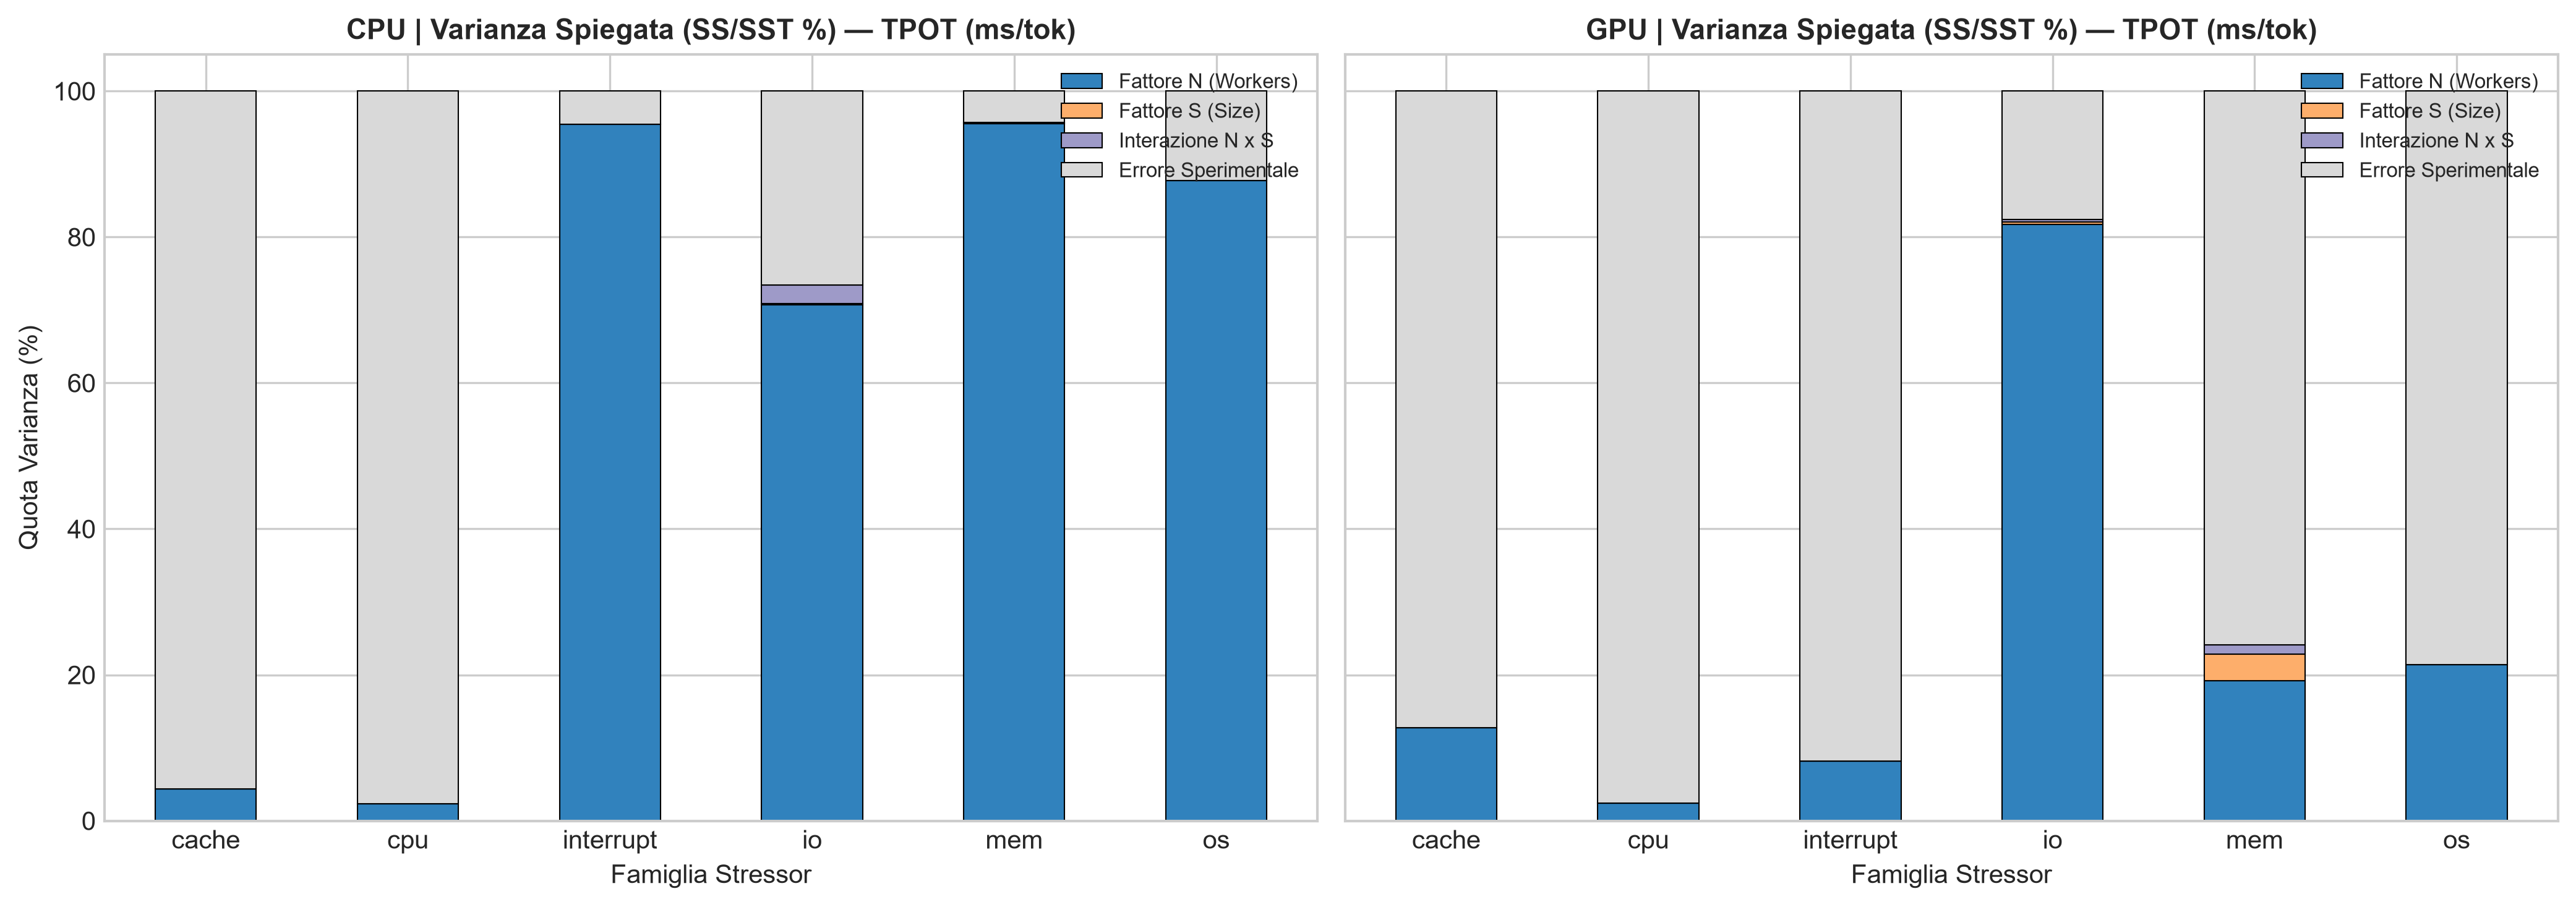 CPU | Varianza Spiegata (SS/SST %) — TPOT (ms/tok)
Quota Varianza (%)
100
80
60
40
20
0
Fattore N (Workers)
Fattore S (Size)
Interazione N x S
Errore Sperimentale
cache
cpu
interrupt
io
mem
os
Famiglia Stressor
GPU | Varianza Spiegata (SS/SST %) — TPOT (ms/tok)
Fattore N (Workers)
Fattore S (Size)
Interazione N x S
Errore Sperimentale
cache
cpu
interrupt
io
mem
os
Famiglia Stressor